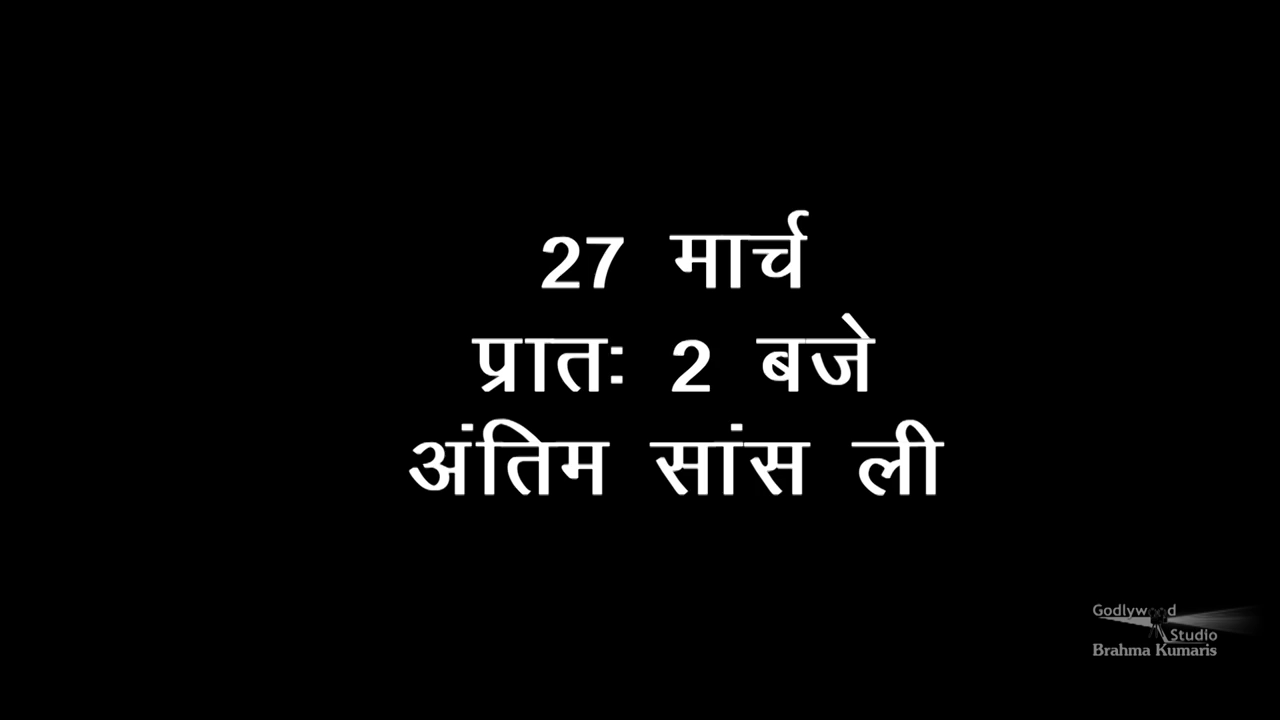 27 मार्च
प्रातः 2 बजे
अंतिम सांस ली
Godlywood
Studio
Brahma Kumaris